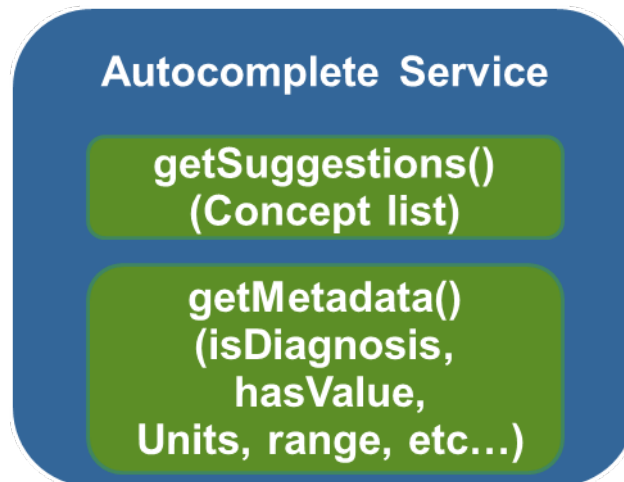 Autocomplete Service
getSuggestions()
(Concept list)
getMetadata()
(isDiagnosis,
hasValue,
Units, range, etc…)